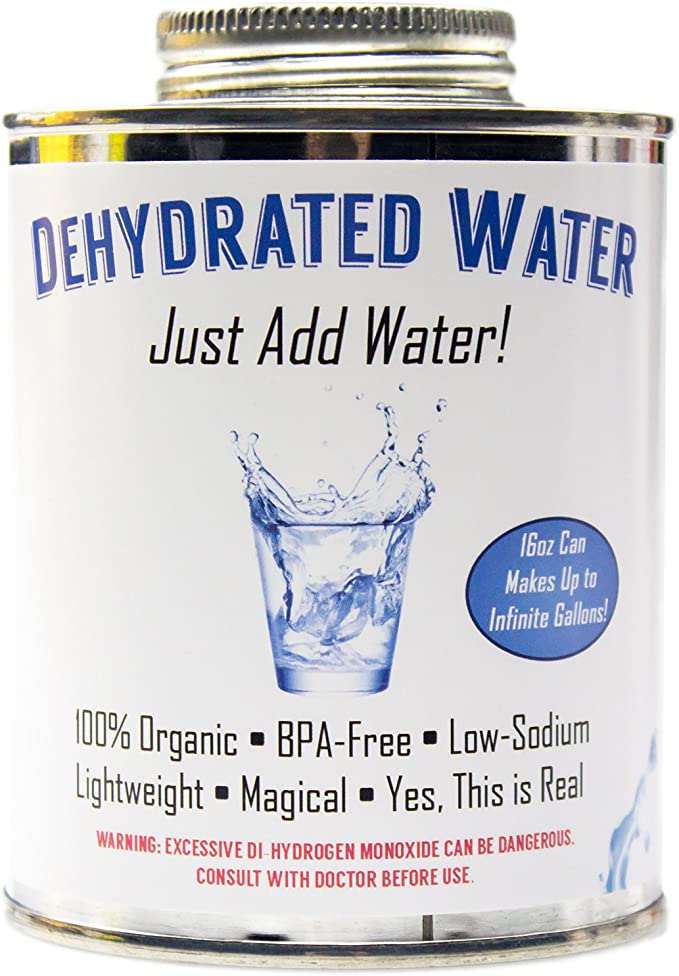 DEHYDRATED WATER
Just Add Water!
16oz Can
Makes Up to
Infinite Gallons!
100% Organic ▪ BPA-Free ▪ Low-Sodium
Lightweight ▪ Magical ▪ Yes, This is Real
WARNING: EXCESSIVE DI-HYDROGEN MONOXIDE CAN BE DANGEROUS.
CONSULT WITH DOCTOR BEFORE USE.